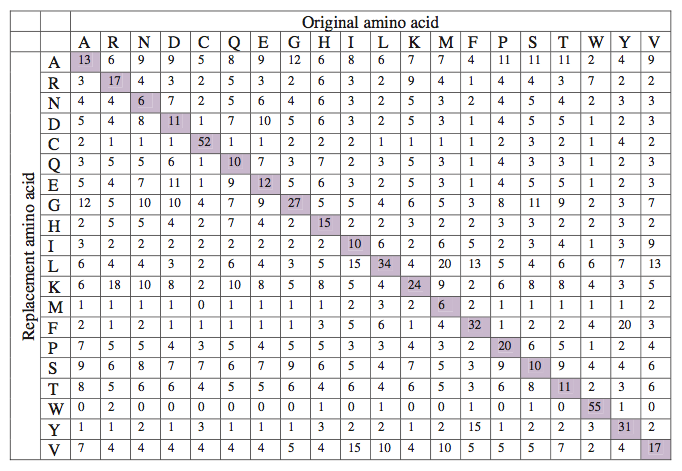 Original amino acid
A R N D C Q E G H I L K M F P S T W Y V
Replacement amino acid
A 13 6 9 9 5 8 9 12 6 8 6 7 7 4 11 11 11 2 4 9
R 3 17 4 3 2 5 3 2 6 3 2 9 4 1 4 4 3 7 2 2
N 4 4 6 7 2 5 6 4 6 3 2 5 3 2 4 5 4 2 3 3
D 5 4 8 11 1 7 10 5 6 3 2 5 3 1 4 5 5 1 2 3
C 2 1 1 1 52 1 1 2 2 2 1 1 1 1 2 3 2 1 4 2
Q 3 5 5 6 1 10 7 3 7 2 3 5 3 1 4 3 3 1 2 3
E 5 4 7 11 1 9 12 5 6 3 2 5 3 1 4 5 5 1 2 3
G 12 5 10 10 4 7 9 27 5 5 4 6 5 3 8 11 9 2 3 7
H 2 5 5 4 2 7 4 2 15 2 2 3 2 2 3 3 2 2 3 2
I 3 2 2 2 2 2 2 2 2 10 6 2 6 5 2 3 4 1 3 9
L 6 4 4 3 2 6 4 3 5 15 34 4 20 13 5 4 6 6 7 13
K 6 18 10 8 2 10 8 5 8 5 4 24 9 2 6 8 8 4 3 5
M 1 1 1 1 0 1 1 1 1 2 3 2 6 2 1 1 1 1 1 2
F 2 1 2 1 1 1 1 1 3 5 6 1 4 32 1 2 2 4 20 3
P 7 5 5 4 3 5 4 5 5 3 3 4 3 2 20 6 5 1 2 4
S 9 6 8 7 7 6 7 9 6 5 4 7 5 3 9 10 9 4 4 6
T 8 5 6 6 4 5 5 6 4 6 4 6 5 3 6 8 11 2 3 6
W 0 2 0 0 0 0 0 0 1 0 1 0 0 1 0 1 0 55 1 0
Y 1 1 2 1 3 1 1 1 3 2 2 1 2 15 1 2 2 3 31 2
V 7 4 4 4 4 4 4 5 4 15 10 4 10 5 5 5 7 2 4 17